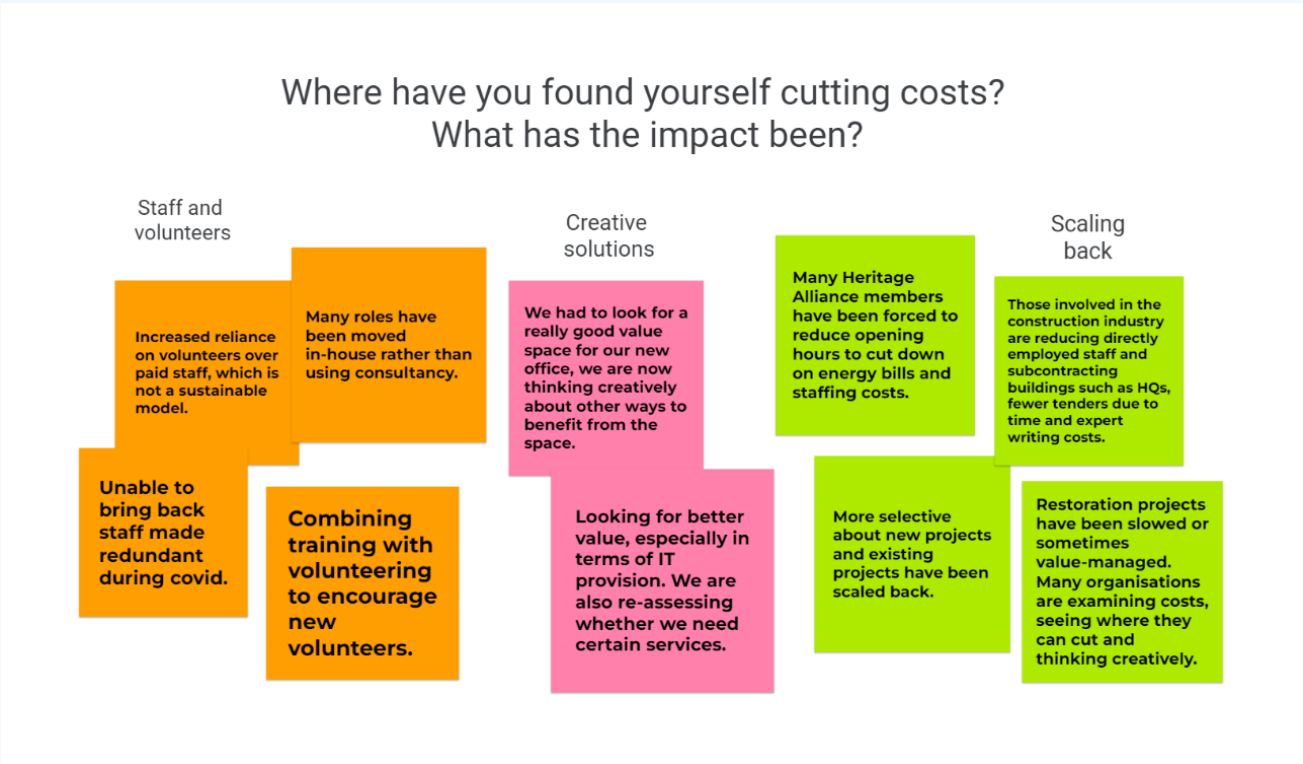 Where have you found yourself cutting costs?
What has the impact been?
Staff and
volunteers
Increased reliance
on volunteers over
paid staff, which is
not a sustainable
model.
Many roles have
been moved
in-house rather than
using consultancy.
Unable to
bring back
staff made
redundant
during covid.
Combining
training with
volunteering
to encourage
new
volunteers.
Creative
solutions
We had to look for a
really good value
space for our new
office, we are now
thinking creatively
about other ways to
benefit from the
space.
Looking for better
value, especially in
terms of IT
provision. We are
also re-assessing
whether we need
certain services.
Scaling
back
Many Heritage
Alliance members
have been forced to
reduce opening
hours to cut down
on energy bills and
staffing costs.
Those involved in the
construction industry
are reducing directly
employed staff and
subcontracting
buildings such as HQs,
fewer tenders due to
time and expert
writing costs.
More selective
about new projects
and existing
projects have been
scaled back.
Restoration projects
have been slowed or
sometimes
value-managed.
Many organisations
are examining costs,
seeing where they
can cut and
thinking creatively.